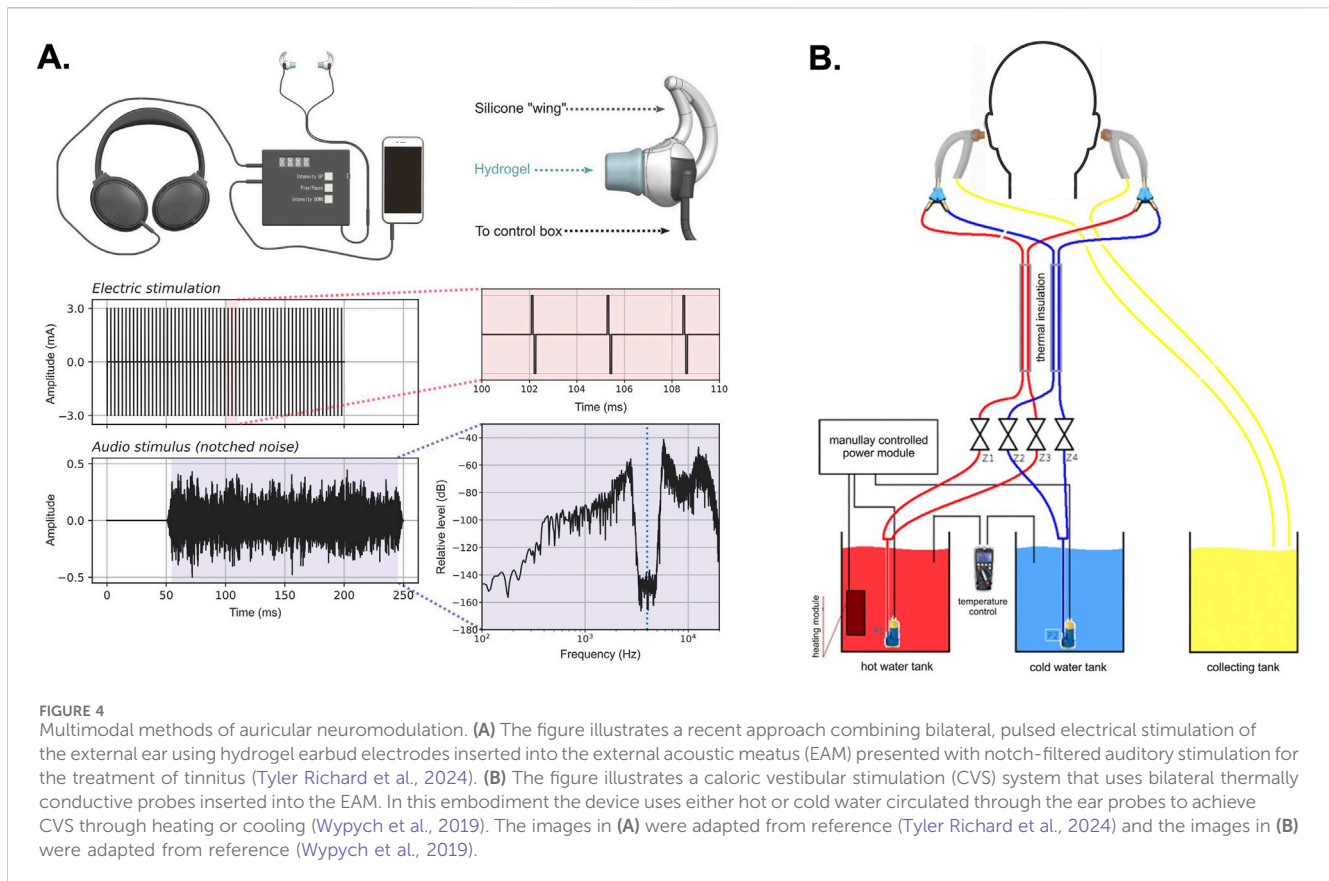 A.
Intensity UP
Play/Pause
Intensity DOWN
Silicone "wing"
Hydrogel
To control box
Electric stimulation
Amplitude (mA)
3.0
0.0
−3.0
100
102
104
106
108
110
Time (ms)
Audio stimulus (notched noise)
Amplitude
0.5
0.0
−0.5
0
50
100
150
200
250
Time (ms)
Relative level (dB)
−40
−60
−80
−100
−120
−140
−160
−180
10²
10³
10⁴
Frequency (Hz)
B.
thermal insulation
manullay controlled
power module
Z1
Z2
Z3
Z4
heating module
P1
temperature
control
P2
hot water tank
cold water tank
collecting tank
FIGURE 4
Multimodal methods of auricular neuromodulation. (A) The figure illustrates a recent approach combining bilateral, pulsed electrical stimulation of
the external ear using hydrogel earbud electrodes inserted into the external acoustic meatus (EAM) presented with notch-filtered auditory stimulation for
the treatment of tinnitus (Tyler Richard et al., 2024). (B) The figure illustrates a caloric vestibular stimulation (CVS) system that uses bilateral thermally
conductive probes inserted into the EAM. In this embodiment the device uses either hot or cold water circulated through the ear probes to achieve
CVS through heating or cooling (Wypych et al., 2019). The images in (A) were adapted from reference (Tyler Richard et al., 2024) and the images in (B)
were adapted from reference (Wypych et al., 2019).